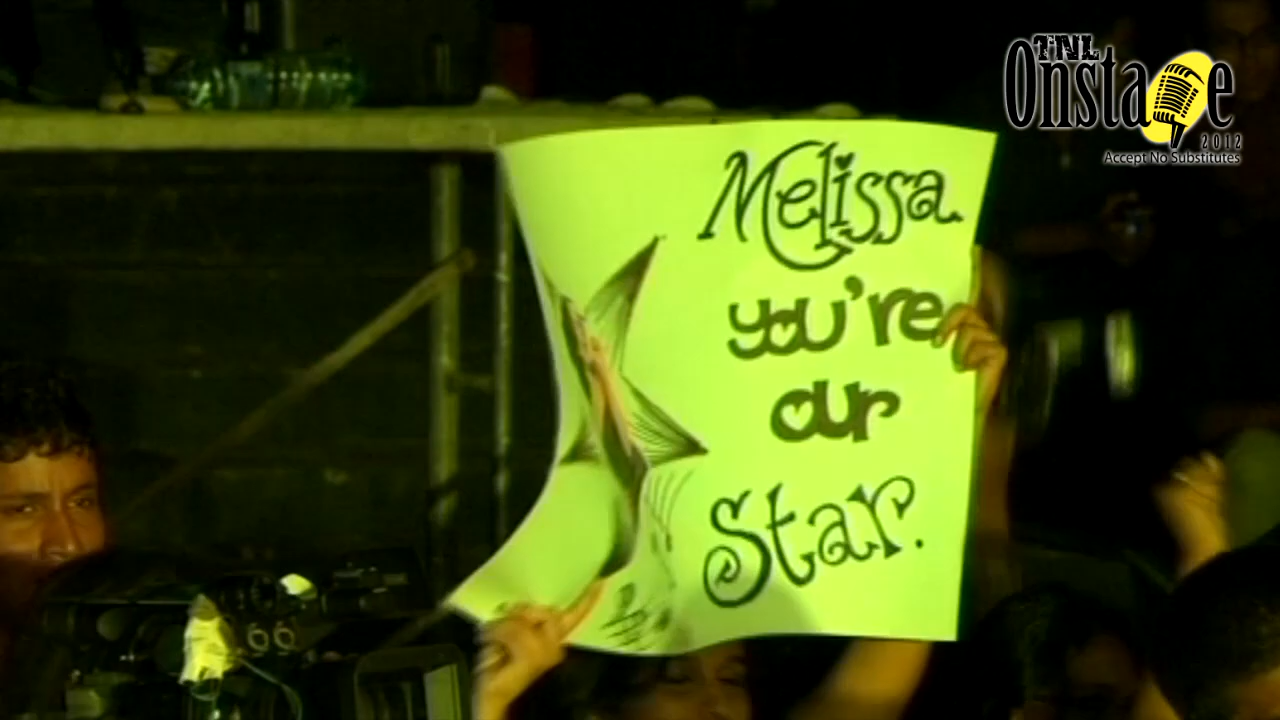 TNL
Onstage
2012
Accept No Substitutes
Melissa
you're
our
Star.